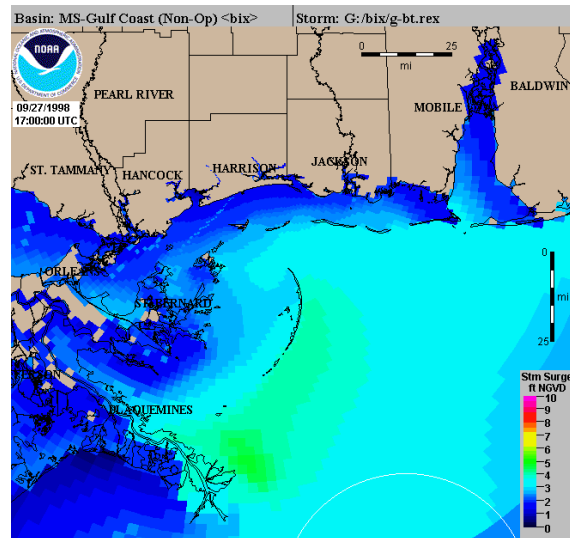 Basin: MS-Gulf Coast (Non-Op) <bix>
Storm: G:/bix/g-bt.rex
NOAA
09/27/1998
17:00:00 UTC
0
25
mi
PEARL RIVER
MOBILE
BALDWIN
ST. TAMMANY
HANCOCK
HARRISON
JACKSON
ORLEANS
ST.BERNARD
PLAQUEMINES
0
mi
25
Stm Surge
ft NGVD
10
9
8
7
6
5
4
3
2
1
0